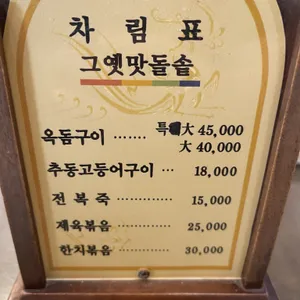 차림표
그옛맛돌솥
옥돔구이 ....... 특大 45,000
大 40,000
추동고등어구이 ... 18,000
전복죽 ............ 15,000
제육볶음 ......... 25,000
한치볶음 ......... 30,000